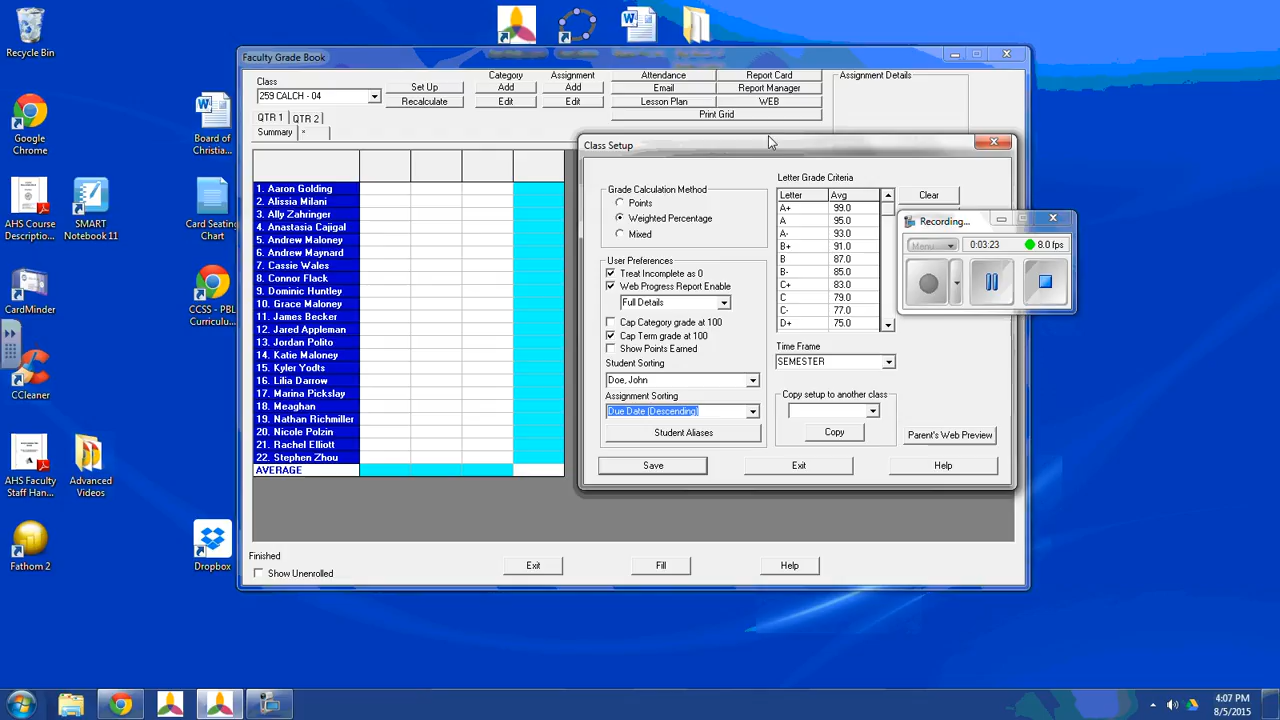 Recycle Bin
Google
Chrome
Board of
Christia...
AHS Course
Descriptio...
SMART
Notebook 11
Card Seating
Chart
CardMinder
CCSS - PBL
Curriculu...
CCleaner
AHS Faculty
Staff Han...
Advanced
Videos
Fathom 2
Dropbox
Faculty Grade Book
Class
259 CALCH - 04
Set Up
Recalculate
Category
Add
Edit
Assignment
Add
Edit
Attendance
Report Card
Email
Report Manager
Lesson Plan
WEB
Print Grid
Assignment Details
QTR 1
QTR 2
Summary
*
1. Aaron Golding
2. Alissia Milani
3. Ally Zahringer
4. Anastasia Cajigal
5. Andrew Maloney
6. Andrew Maynard
7. Cassie Wales
8. Connor Flack
9. Dominic Huntley
10. Grace Maloney
11. James Becker
12. Jared Appleman
13. Jordan Polito
14. Katie Maloney
15. Kyler Yodts
16. Lilia Darrow
17. Marina Pickslay
18. Meaghan
19. Nathan Richmiller
20. Nicole Polzin
21. Rachel Elliott
22. Stephen Zhou
AVERAGE
Finished
Show Unenrolled
Exit
Fill
Help
Class Setup
Grade Calculation Method
Points
Weighted Percentage
Mixed
User Preferences
Treat Incomplete as 0
Web Progress Report Enable
Full Details
Cap Category grade at 100
Cap Term grade at 100
Show Points Earned
Student Sorting
Doe, John
Assignment Sorting
Due Date (Descending)
Student Aliases
Save
Exit
Help
Letter Grade Criteria
Letter Avg
A+ 99.0
A 95.0
A- 93.0
B+ 91.0
B 87.0
B- 85.0
C+ 83.0
C 79.0
C- 77.0
D+ 75.0
Clear
Time Frame
SEMESTER
Copy setup to another class
Copy
Parent's Web Preview
Recording...
Menu
0:03:23
8.0 fps
4:07 PM
8/5/2015